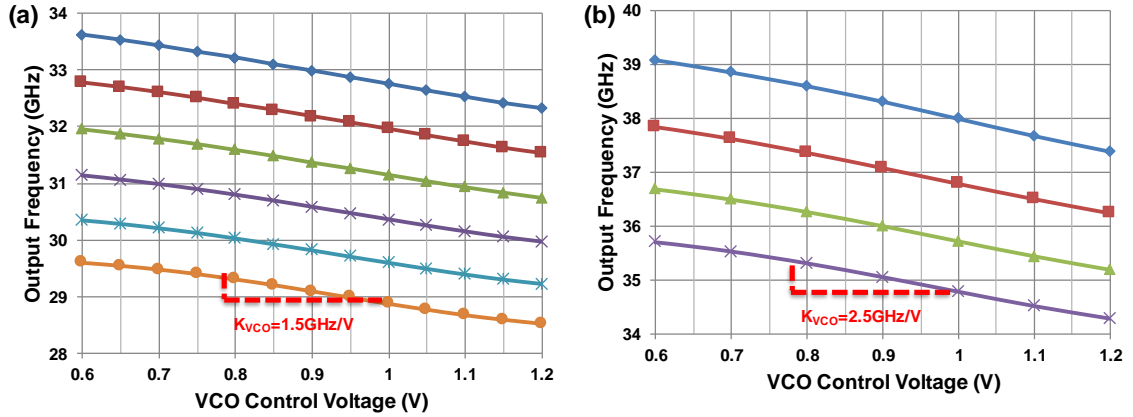 (a)
Output Frequency (GHz)
34
33
32
31
30
29
28
0.6 0.7 0.8 0.9 1 1.1 1.2
VCO Control Voltage (V)
KVCO=1.5GHz/V
(b)
Output Frequency (GHz)
40
39
38
37
36
35
34
0.6 0.7 0.8 0.9 1 1.1 1.2
VCO Control Voltage (V)
KVCO=2.5GHz/V